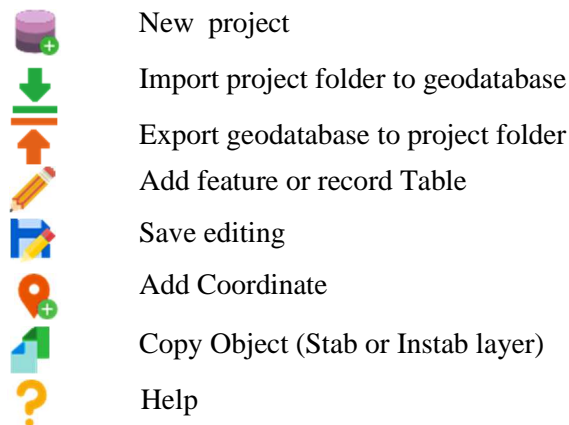 New project
Import project folder to geodatabase
Export geodatabase to project folder
Add feature or record Table
Save editing
Add Coordinate
Copy Object (Stab or Instab layer)
Help